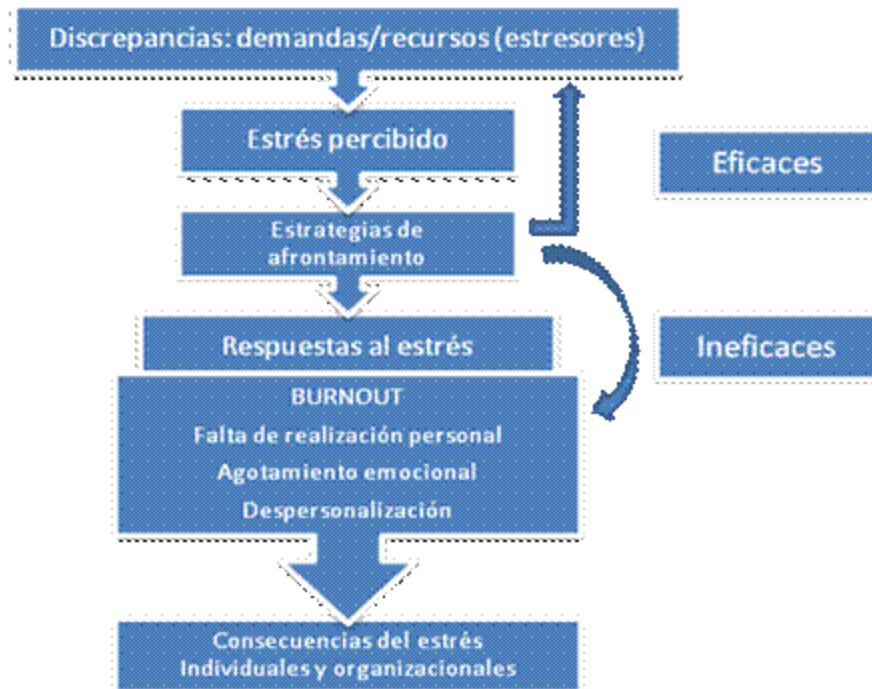 Discrepancias: demandas/recursos (estresores)
Estrés percibido
Eficaces
Estrategias de
afrontamiento
Respuestas al estrés
Ineficaces
BURNOUT
Falta de realización personal
Agotamiento emocional
Despersonalización
Consecuencias del estrés
Individuales y organizacionales